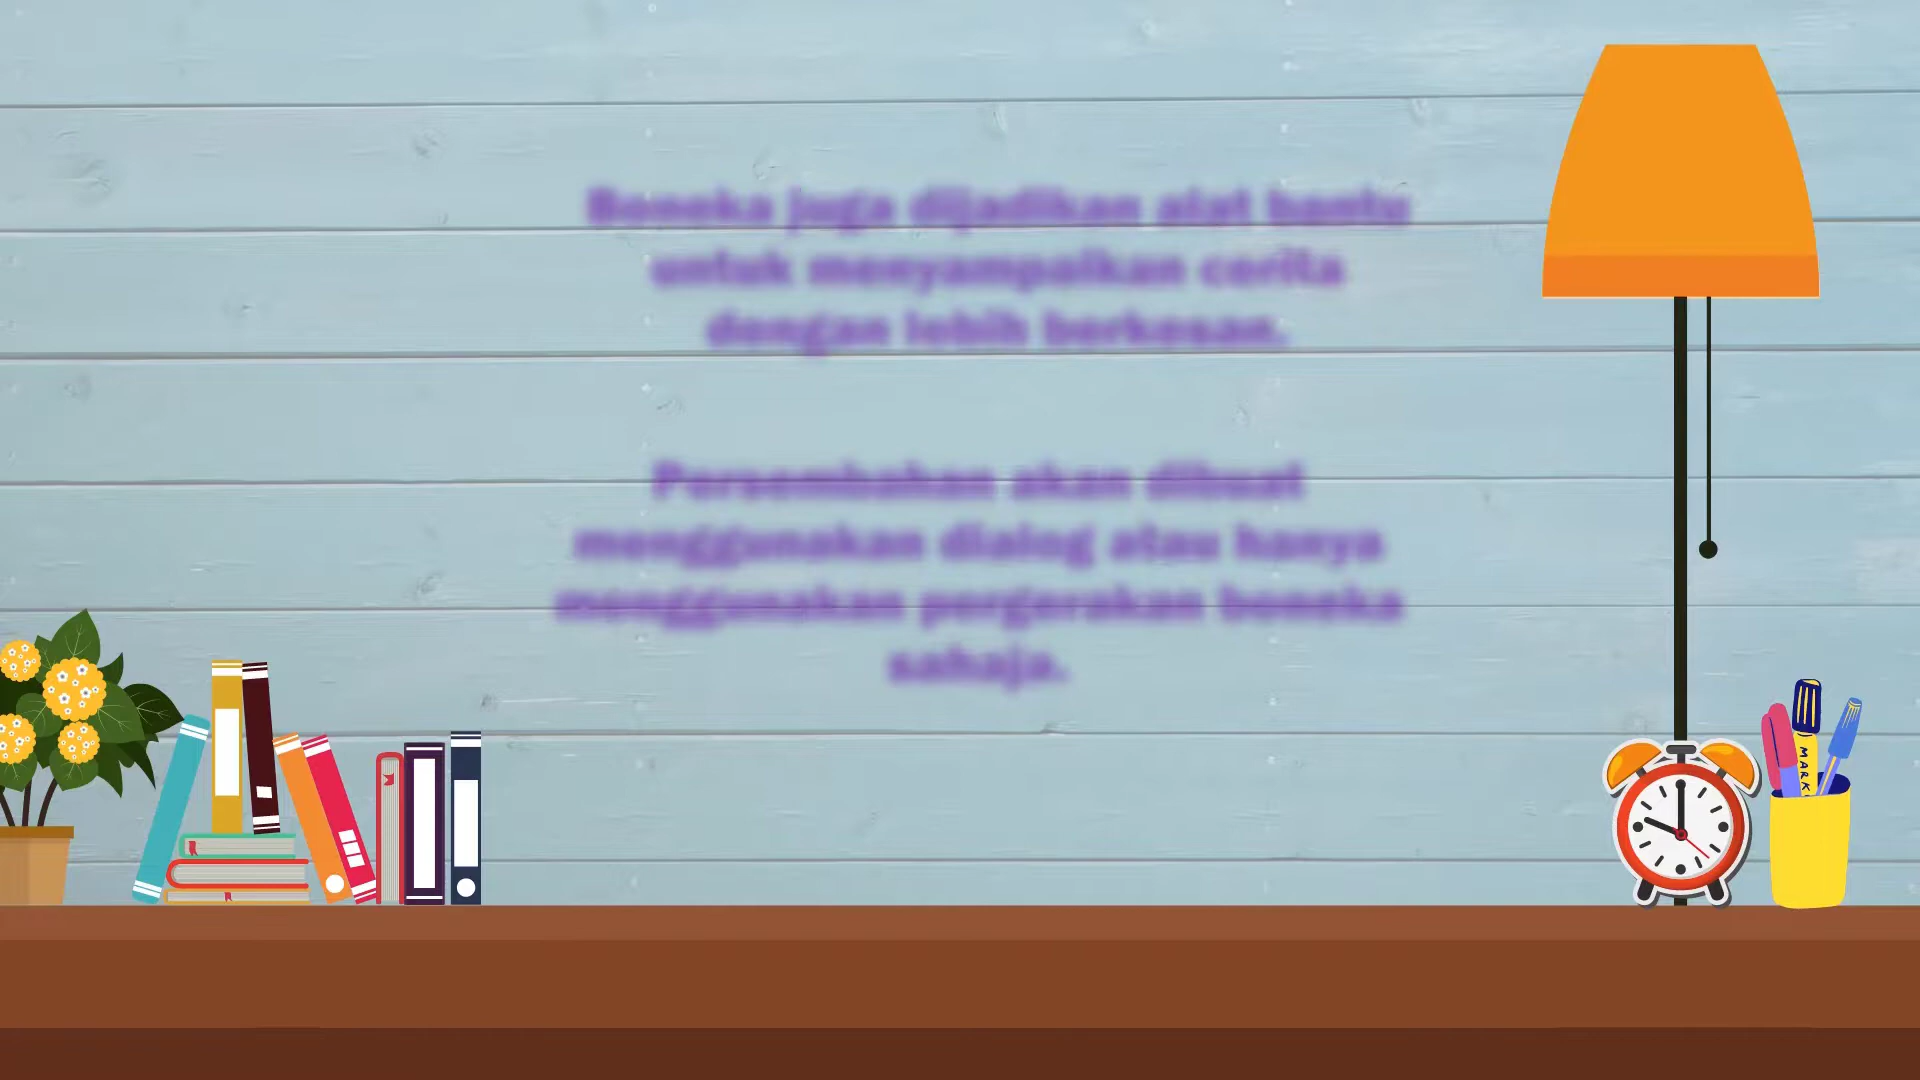 Boneka juga dijadikan alat bantu
untuk menyampaikan cerita
dengan lebih berkesan.
Persembahan akan dibuat
menggunakan dialog atau hanya
menggunakan pergerakan boneka
sahaja.
MARK